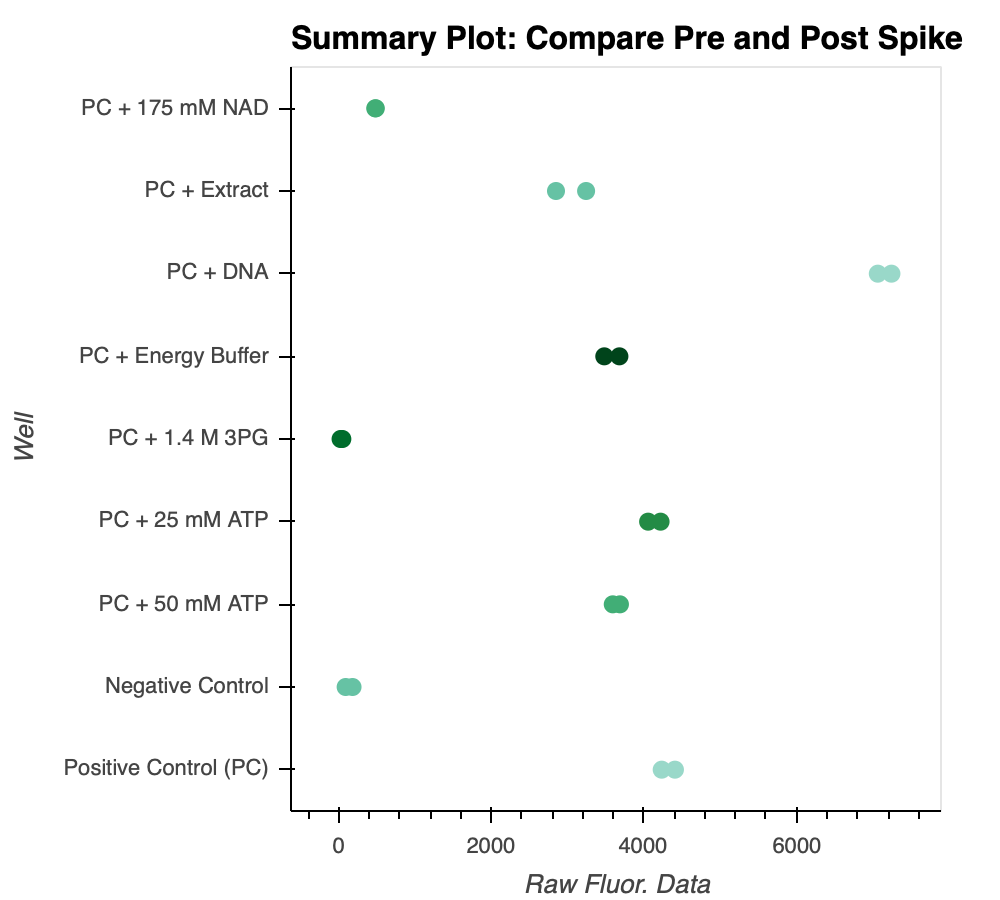 Summary Plot: Compare Pre and Post Spike
PC + 175 mM NAD
PC + Extract
PC + DNA
PC + Energy Buffer
PC + 1.4 M 3PG
PC + 25 mM ATP
PC + 50 mM ATP
Negative Control
Positive Control (PC)
Well
0 2000 4000 6000
Raw Fluor. Data